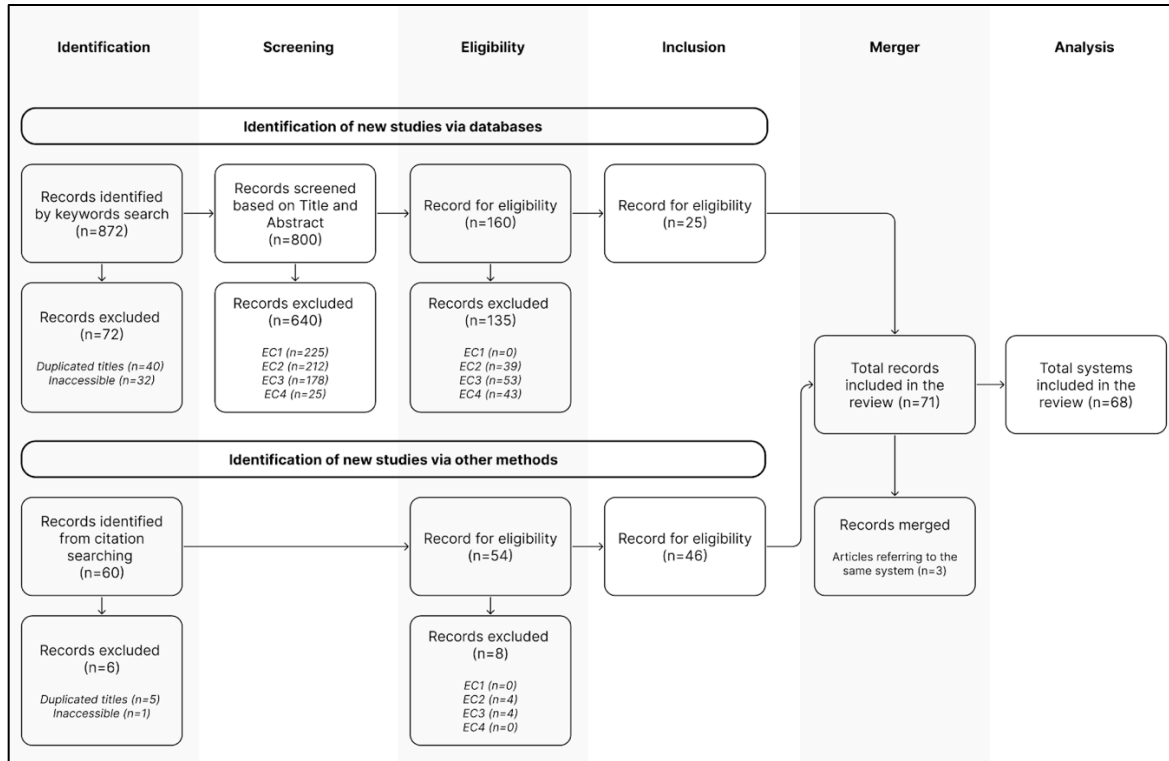 Identification
Screening
Eligibility
Inclusion
Merger
Analysis
Identification of new studies via databases
Records identified
by keywords search
(n=872)
Records screened
based on Title and
Abstract
(n=800)
Record for eligibility
(n=160)
Record for eligibility
(n=25)
Records excluded
(n=72)
Duplicated titles (n=40)
Inaccessible (n=32)
Records excluded
(n=640)
EC1 (n=225)
EC2 (n=212)
EC3 (n=178)
EC4 (n=25)
Records excluded
(n=135)
EC1 (n=0)
EC2 (n=39)
EC3 (n=53)
EC4 (n=43)
Total records
included in the
review (n=71)
Total systems
included in the
review (n=68)
Identification of new studies via other methods
Records identified
from citation
searching
(n=60)
Record for eligibility
(n=54)
Record for eligibility
(n=46)
Records merged
Articles referring to the
same system (n=3)
Records excluded
(n=6)
Duplicated titles (n=5)
Inaccessible (n=1)
Records excluded
(n=8)
EC1 (n=0)
EC2 (n=4)
EC3 (n=4)
EC4 (n=0)